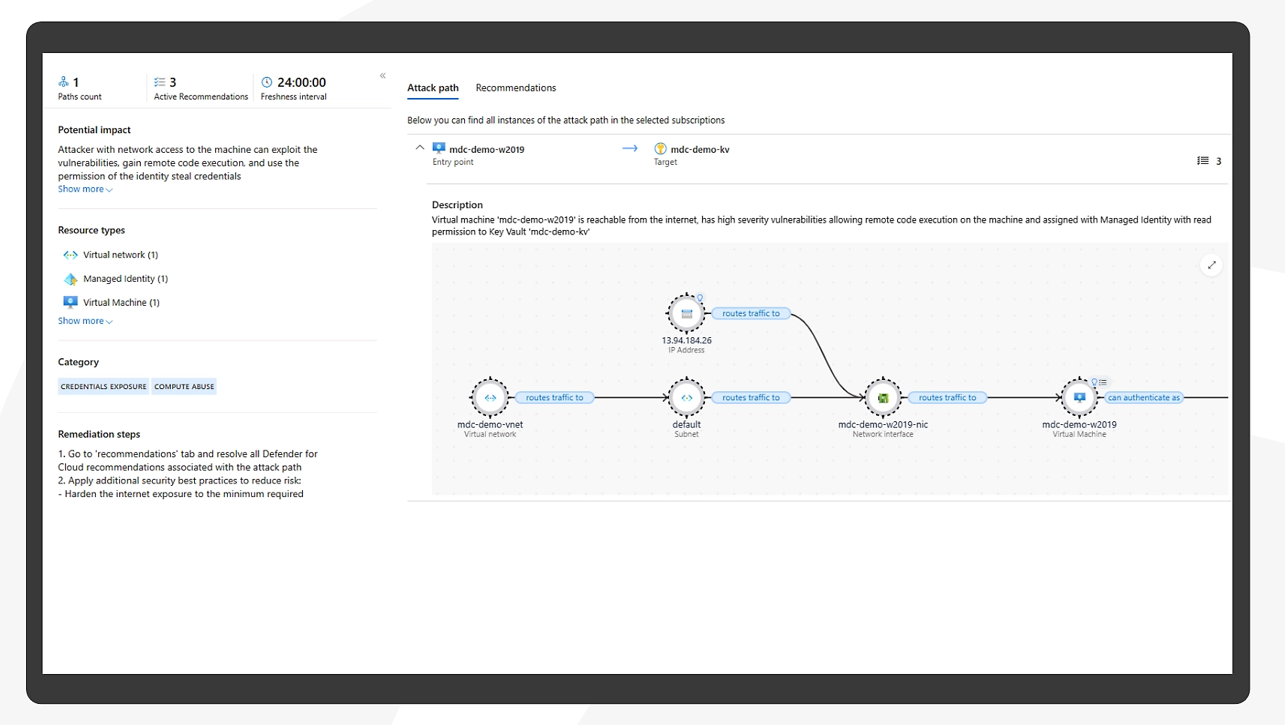 1
Paths count
3
Active Recommendations
24:00:00
Freshness interval
Potential impact
Attacker with network access to the machine can exploit the
vulnerabilities, gain remote code execution, and use the
permission of the identity steal credentials
Show more
Resource types
Virtual network (1)
Managed Identity (1)
Virtual Machine (1)
Show more
Category
CREDENTIALS EXPOSURE
COMPUTE ABUSE
Remediation steps
1. Go to 'recommendations' tab and resolve all Defender for
Cloud recommendations associated with the attack path
2. Apply additional security best practices to reduce risk:
- Harden the internet exposure to the minimum required
Attack path
Recommendations
Below you can find all instances of the attack path in the selected subscriptions
mdc-demo-w2019
Entry point
mdc-demo-kv
Target
3
Description
Virtual machine 'mdc-demo-w2019' is reachable from the internet, has high severity vulnerabilities allowing remote code execution on the machine and assigned with Managed Identity with read
permission to Key Vault 'mdc-demo-kv'
routes traffic to
13.94.184.26
IP Address
routes traffic to
routes traffic to
routes traffic to
can authenticate as
mdc-demo-vnet
Virtual network
default
Subnet
mdc-demo-w2019-nic
Network interface
mdc-demo-w2019
Virtual Machine